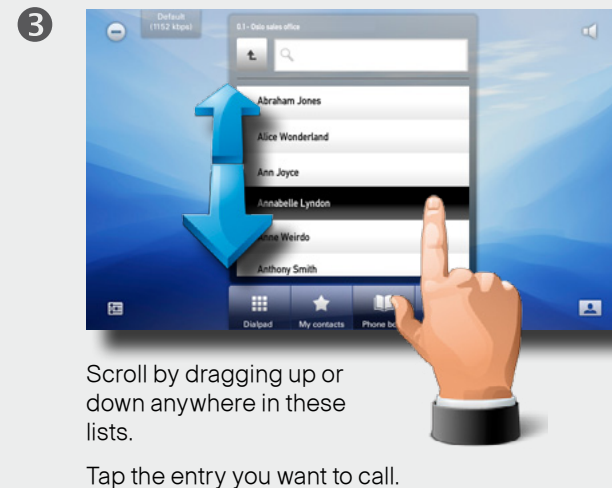 3
Default
(1152 kbps)
0.1 - Oslo sales office
Abraham Jones
Alice Wonderland
Ann Joyce
Annabelle Lyndon
Weirdo
Anthony Smith
Dialpad
My contacts
Phone
Scroll by dragging up or
down anywhere in these
lists.
Tap the entry you want to call.